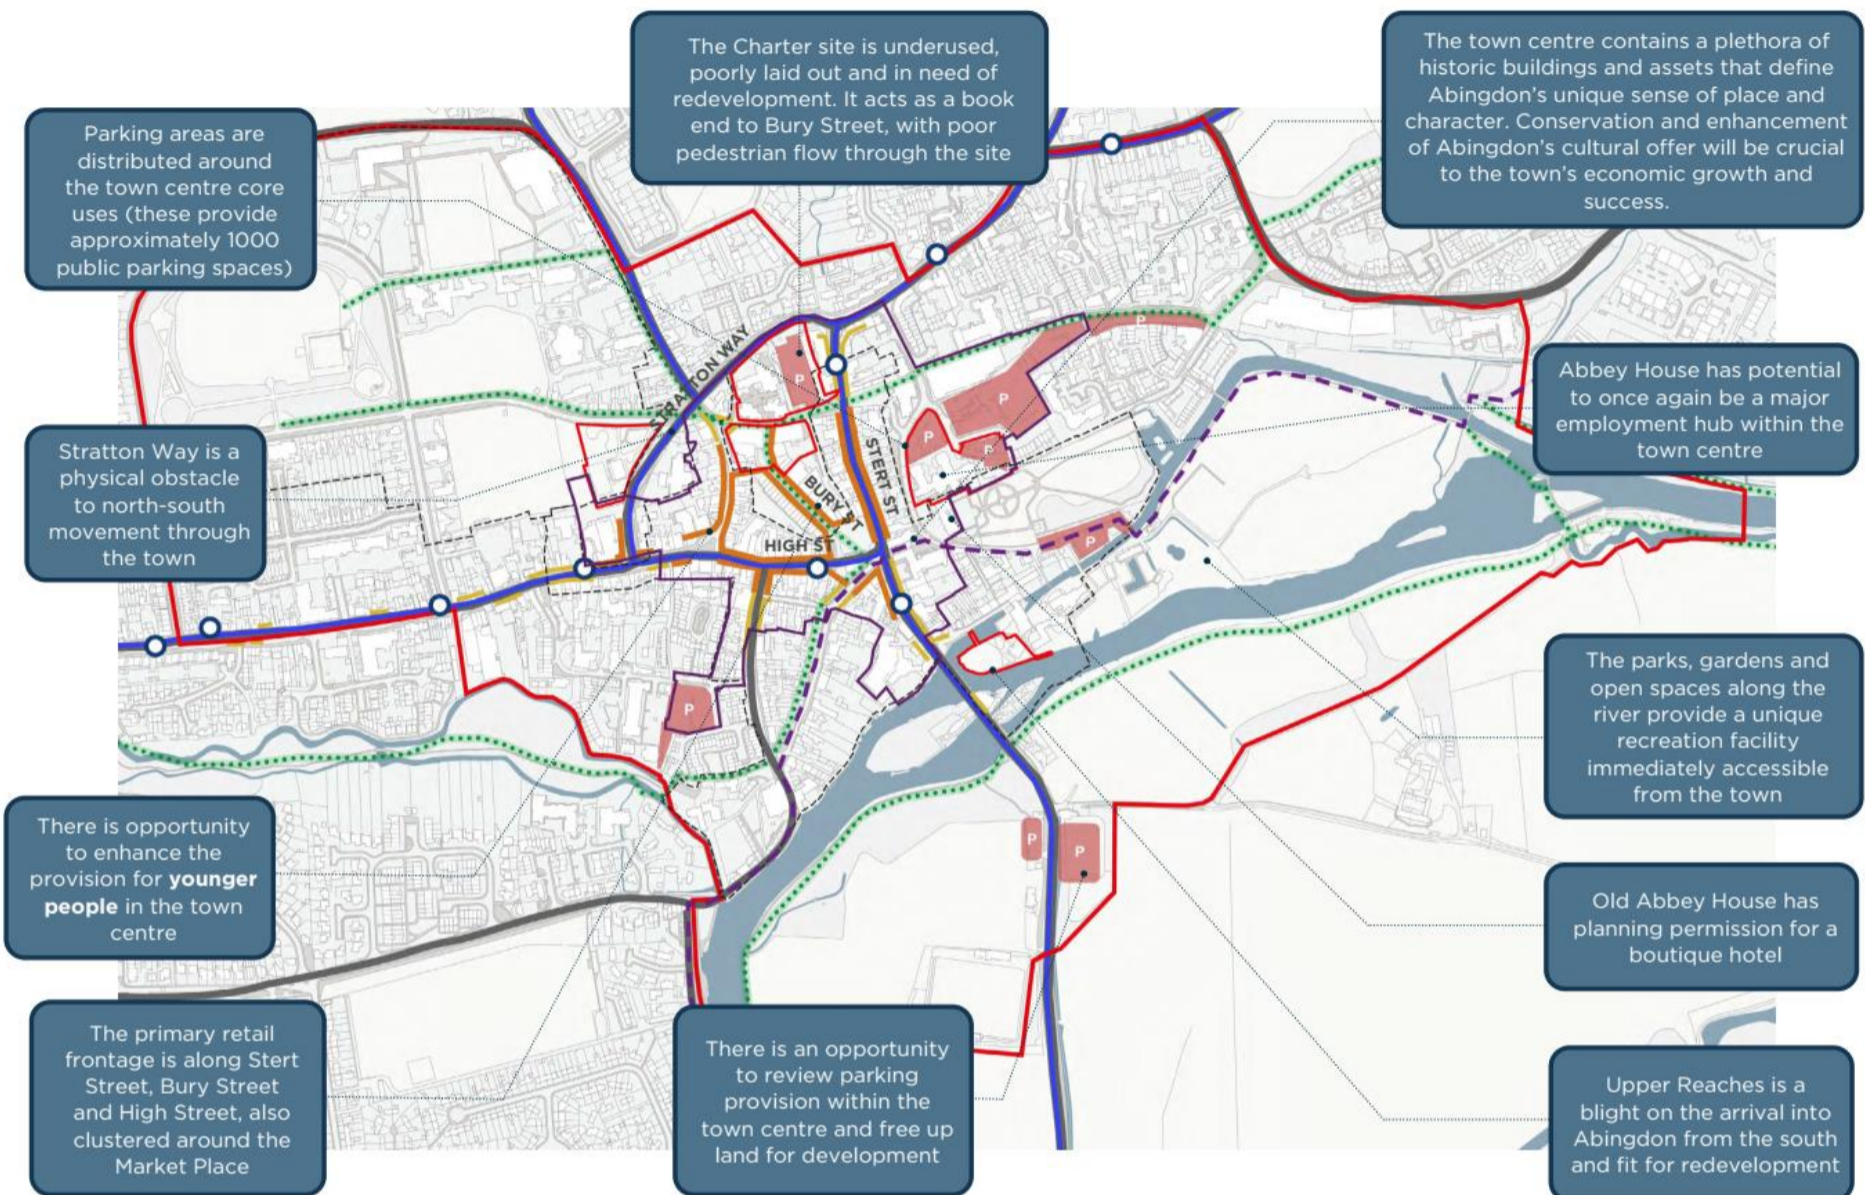 The Charter site is underused,
poorly laid out and in need of
redevelopment. It acts as a book
end to Bury Street, with poor
pedestrian flow through the site
The town centre contains a plethora of
historic buildings and assets that define
Abingdon's unique sense of place and
character. Conservation and enhancement
of Abingdon's cultural offer will be crucial
to the town's economic growth and
success.
Parking areas are
distributed around
the town centre core
uses (these provide
approximately 1000
public parking spaces)
Stratton Way is a
physical obstacle
to north-south
movement through
the town
STRATTON WAY
P
P
P
P
P
STERT ST
BURY ST
HIGH ST
P
P
P
P
Abbey House has potential
to once again be a major
employment hub within the
town centre
The parks, gardens and
open spaces along the
river provide a unique
recreation facility
immediately accessible
from the town
There is opportunity
to enhance the
provision for younger
people in the town
centre
Old Abbey House has
planning permission for a
boutique hotel
The primary retail
frontage is along Stert
Street, Bury Street
and High Street, also
clustered around the
Market Place
There is an opportunity
to review parking
provision within the
town centre and free up
land for development
Upper Reaches is a
blight on the arrival into
Abingdon from the south
and fit for redevelopment